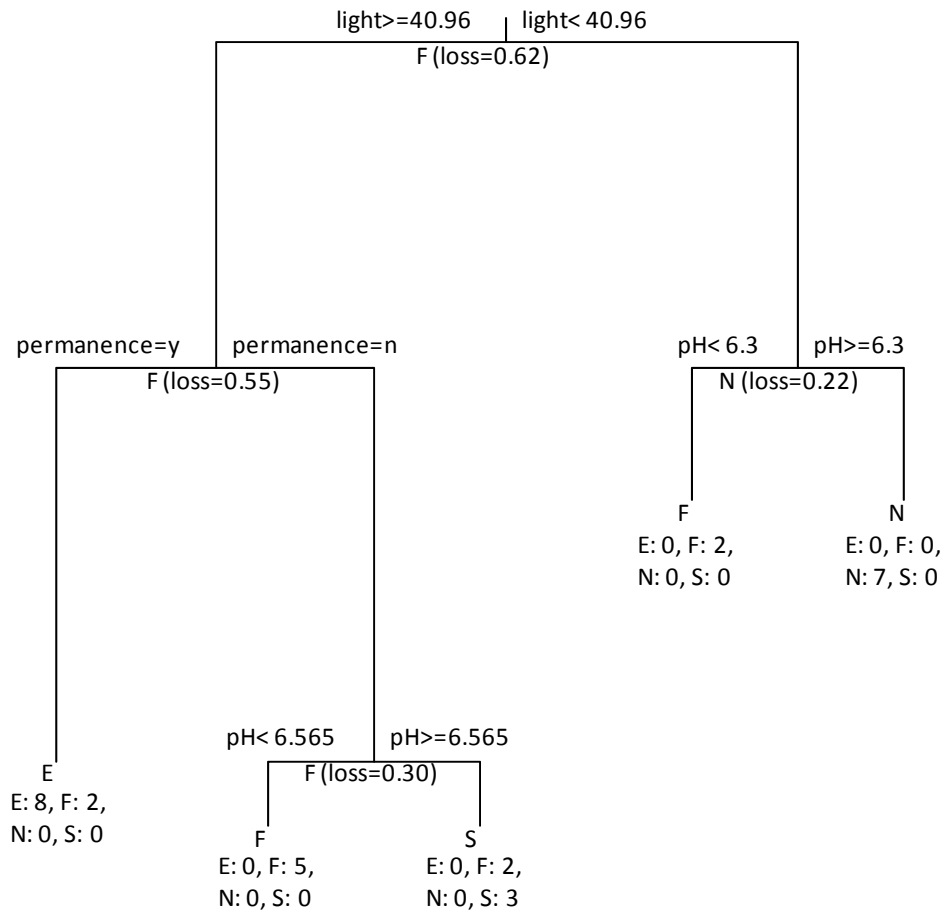 light>=40.96 light< 40.96
F (loss=0.62)
permanence=y permanence=n
F (loss=0.55)
pH< 6.3 pH>=6.3
N (loss=0.22)
F
E: 0, F: 2,
N: 0, S: 0
N
E: 0, F: 0,
N: 7, S: 0
pH< 6.565 pH>=6.565
F (loss=0.30)
E
E: 8, F: 2,
N: 0, S: 0
F
E: 0, F: 5,
N: 0, S: 0
S
E: 0, F: 2,
N: 0, S: 3